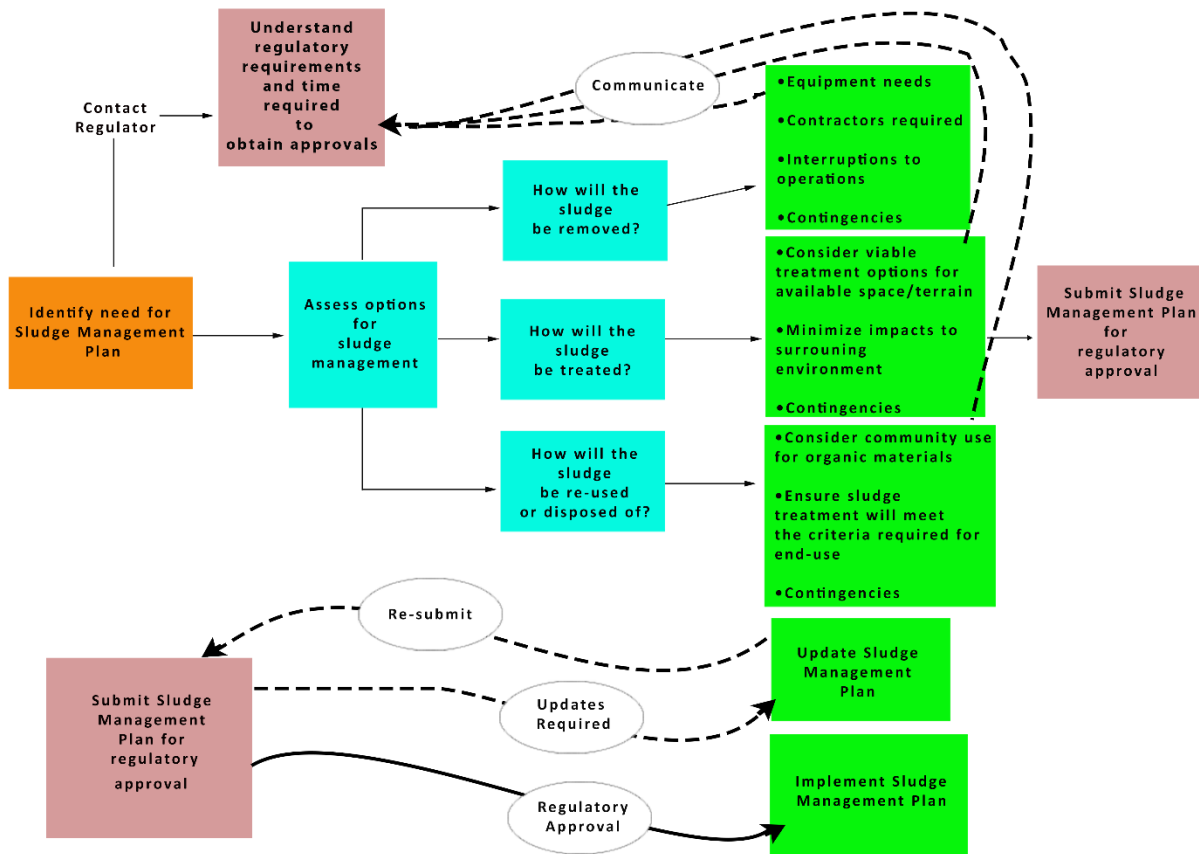 Understand
regulatory
requirements
and time
required
to
obtain approvals
Communicate
Contact
Regulator
•Equipment needs
•Contractors required
•Interruptions to
operations
•Contingencies
How will the
sludge
be removed?
Identify need for
Sludge Management
Plan
Assess options
for
sludge
management
How will the
sludge
be treated?
•Consider viable
treatment options for
available space/terrain
•Minimize impacts to
surrouning
environment
•Contingencies
Submit Sludge
Management Plan
for
regulatory
approval
How will the
sludge
be re-used
or disposed of?
•Consider community use
for organic materials
•Ensure sludge
treatment will meet
the criteria required for
end-use
•Contingencies
Re-submit
Update Sludge
Management
Plan
Submit Sludge
Management
Plan for
regulatory
approval
Updates
Required
Regulatory
Approval
Implement Sludge
Management Plan